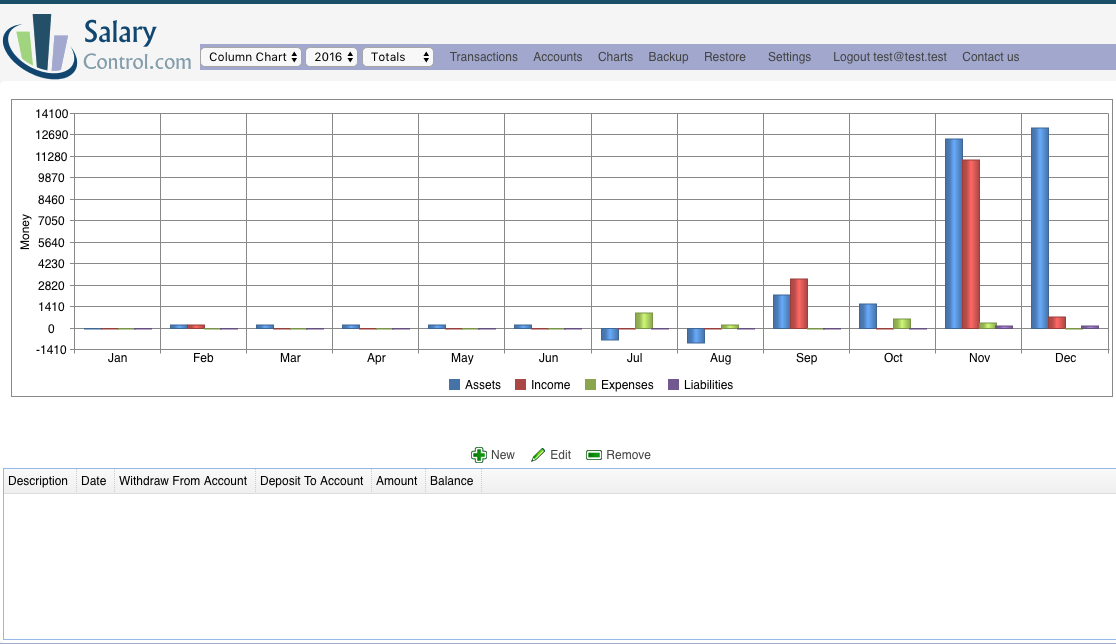 Salary
Control.com
Column Chart 2016 Totals Transactions Accounts Charts Backup Restore Settings Logout test@test.test Contact us
14100
12690
11280
9870
8460
7050
5640
4230
2820
1410
0
-1410
Money
Jan Feb Mar Apr May Jun Jul Aug Sep Oct Nov Dec
Assets Income Expenses Liabilities
New Edit Remove
Description Date Withdraw From Account Deposit To Account Amount Balance